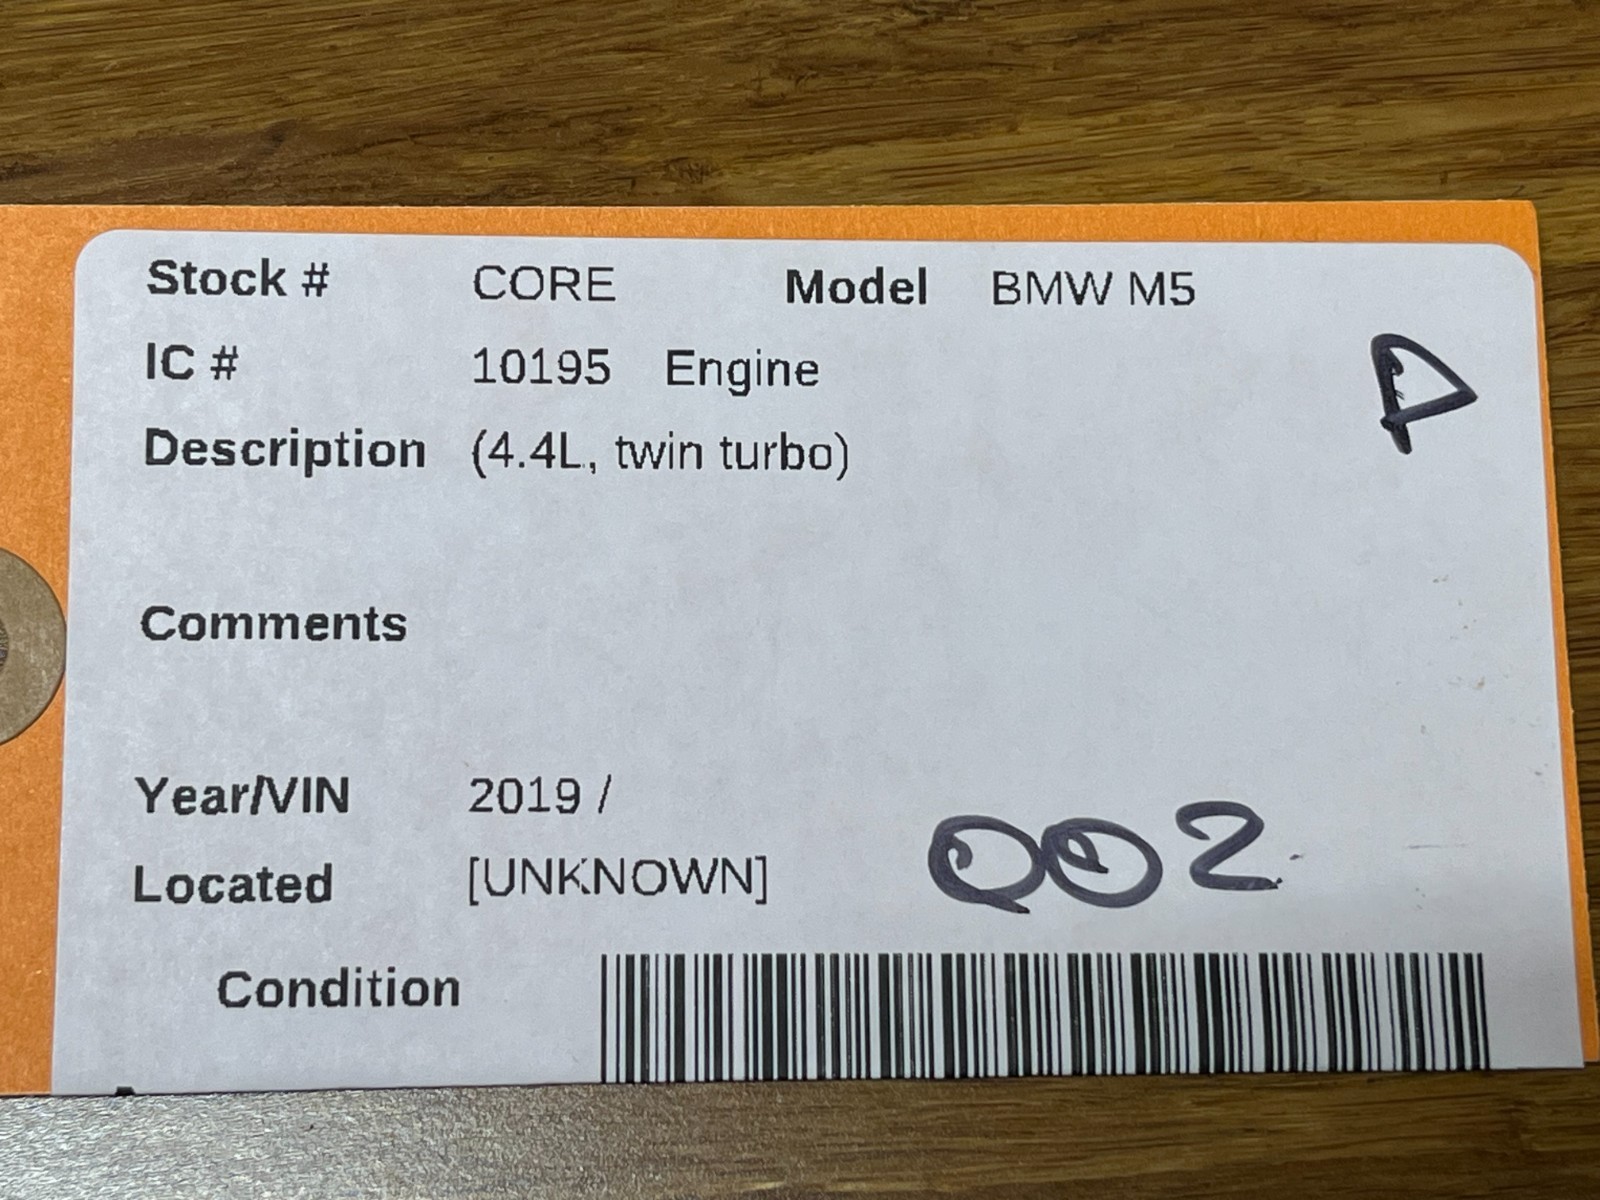 Stock # CORE Model BMW M5
IC # 10195 Engine
Description (4.4L, twin turbo)
Comments
Year/VIN 2019 /
Located [UNKNOWN]
002
Condition